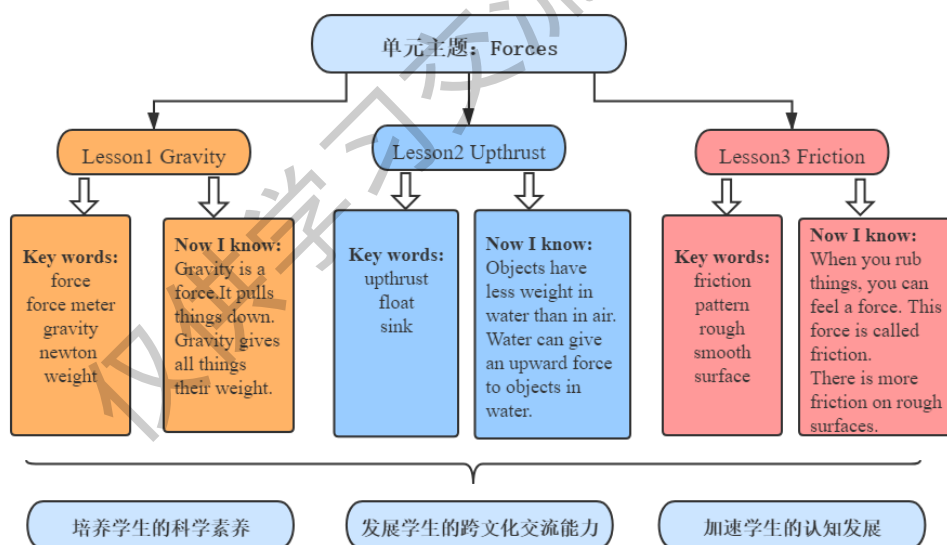 单元主题：Forces
Lesson1 Gravity
Lesson2 Upthrust
Lesson3 Friction
Key words:
force
force meter
gravity
newton
weight
Now I know:
Gravity is a
force.It pulls
things down.
Gravity gives
all things
their weight.
Key words:
upthrust
float
sink
Now I know:
Objects have
less weight in
water than in air.
Water can give
an upward force
to objects in
water.
Key words:
friction
pattern
rough
smooth
surface
Now I know:
When you rub
things, you can
feel a force. This
force is called
friction.
There is more
friction on rough
surfaces.
培养学生的科学素养
发展学生的跨文化交流能力
加速学生的认知发展
仅供学习交流